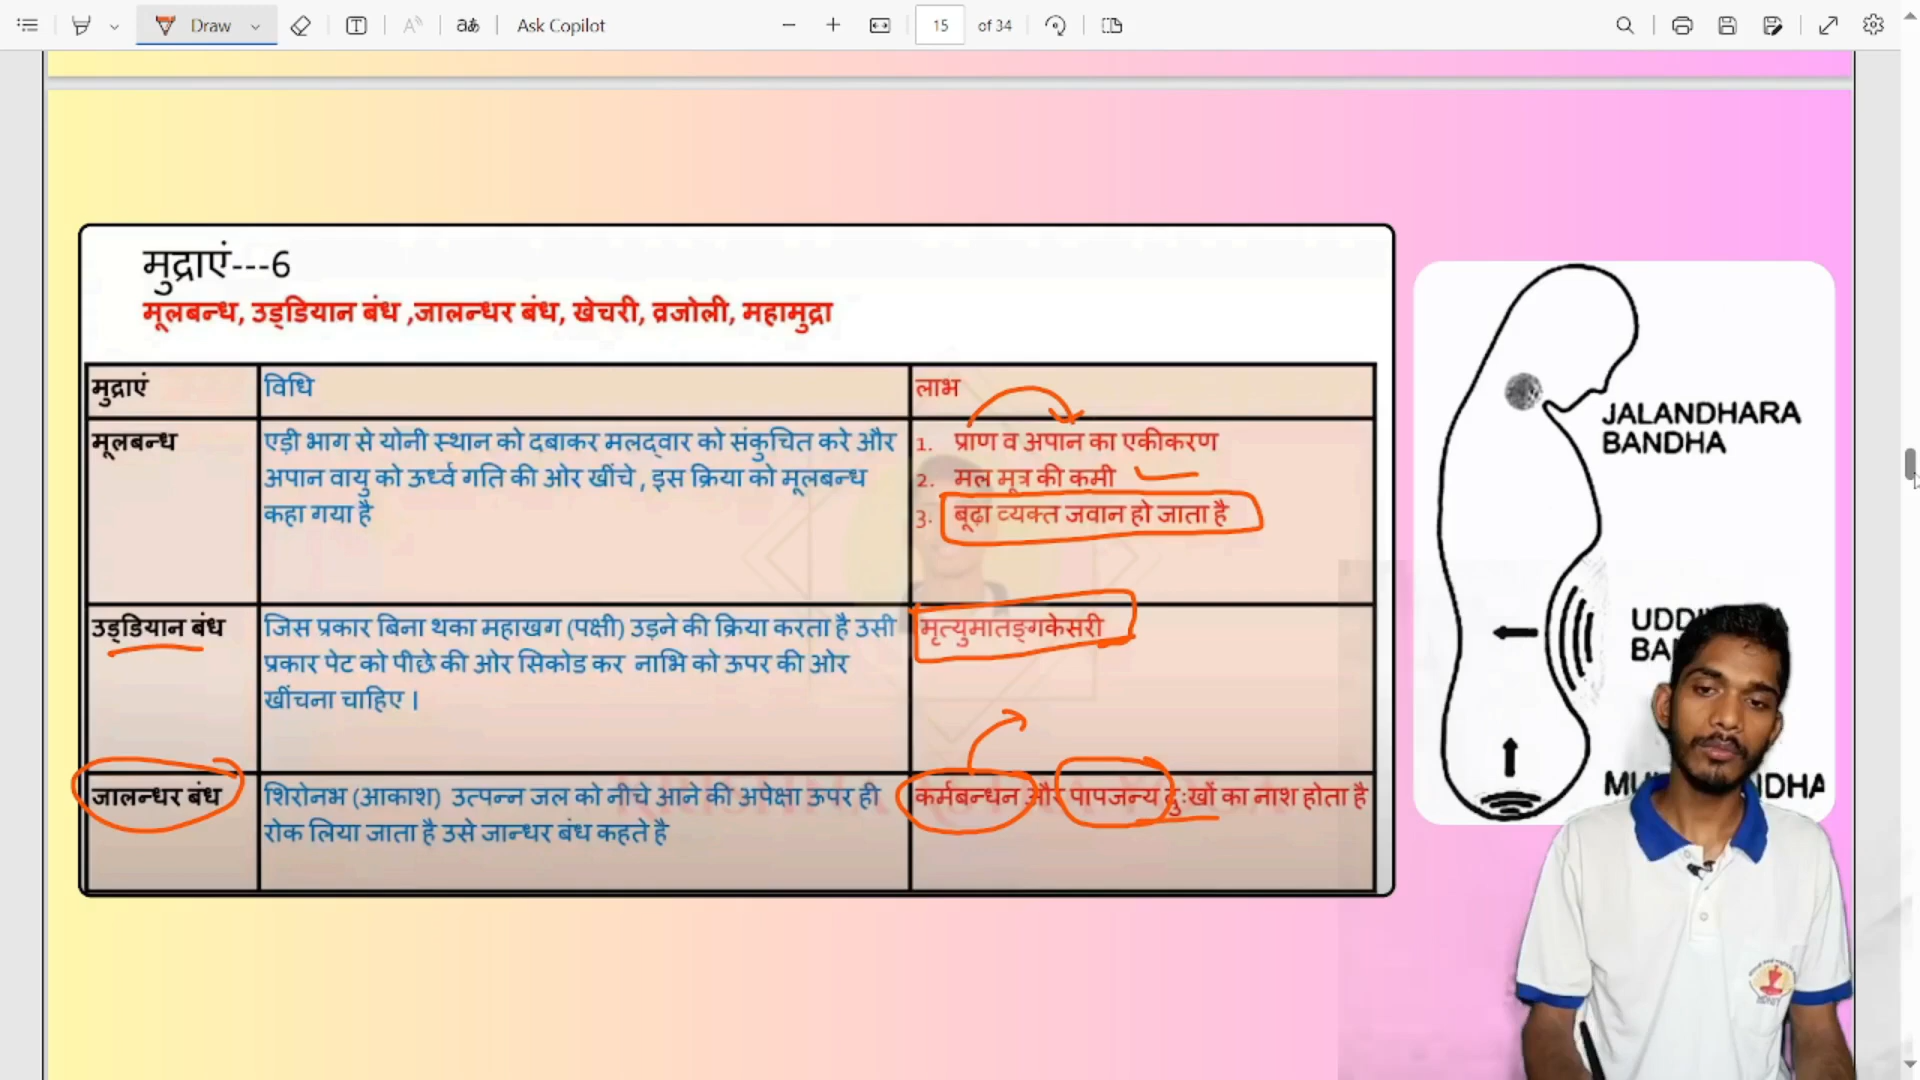 Draw
Ask Copilot
15 of 34
मुद्राएं---6
मूलबन्ध, उड्डियान बंध ,जालन्धर बंध, खेचरी, व्रजोली, महामुद्रा
मुद्राएं
विधि
लाभ
मूलबन्ध
एड़ी भाग से योनी स्थान को दबाकर मलद्वार को संकुचित करे और
अपान वायु को ऊर्ध्व गति की ओर खींचे , इस क्रिया को मूलबन्ध
कहा गया है
1. प्राण व अपान का एकीकरण
2. मल मूत्र की कमी
3. बूढ़ा व्यक्त जवान हो जाता है
उड्डियान बंध
जिस प्रकार बिना थका महाखग (पक्षी) उड़ने की क्रिया करता है उसी
प्रकार पेट को पीछे की ओर सिकोड कर नाभि को ऊपर की ओर
खींचना चाहिए ।
मृत्युमातङ्गकेसरी
जालन्धर बंध
शिरोनभ (आकाश) उत्पन्न जल को नीचे आने की अपेक्षा ऊपर ही
रोक लिया जाता है उसे जान्धर बंध कहते है
कर्मबन्धन और पापजन्य दुःखों का नाश होता है
JALANDHARA
BANDHA